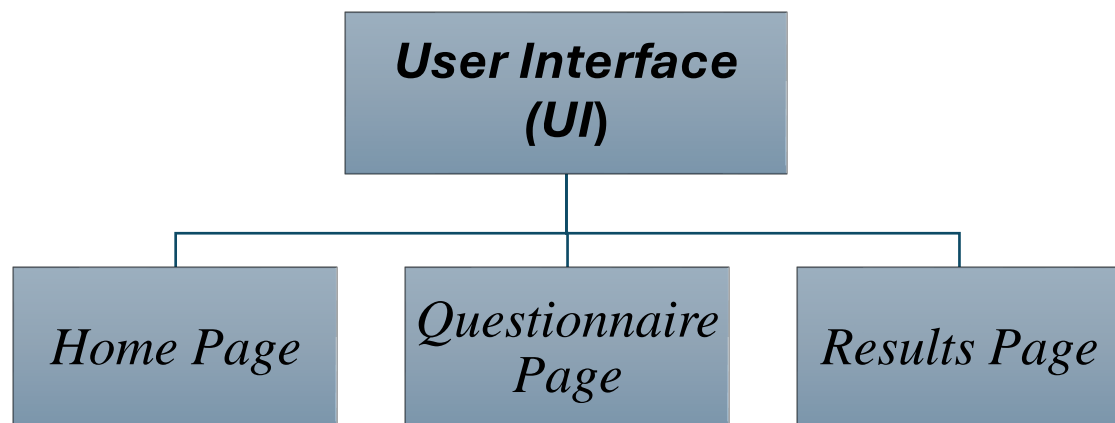 User Interface
(UI)
Home Page
Questionnaire
Page
Results Page